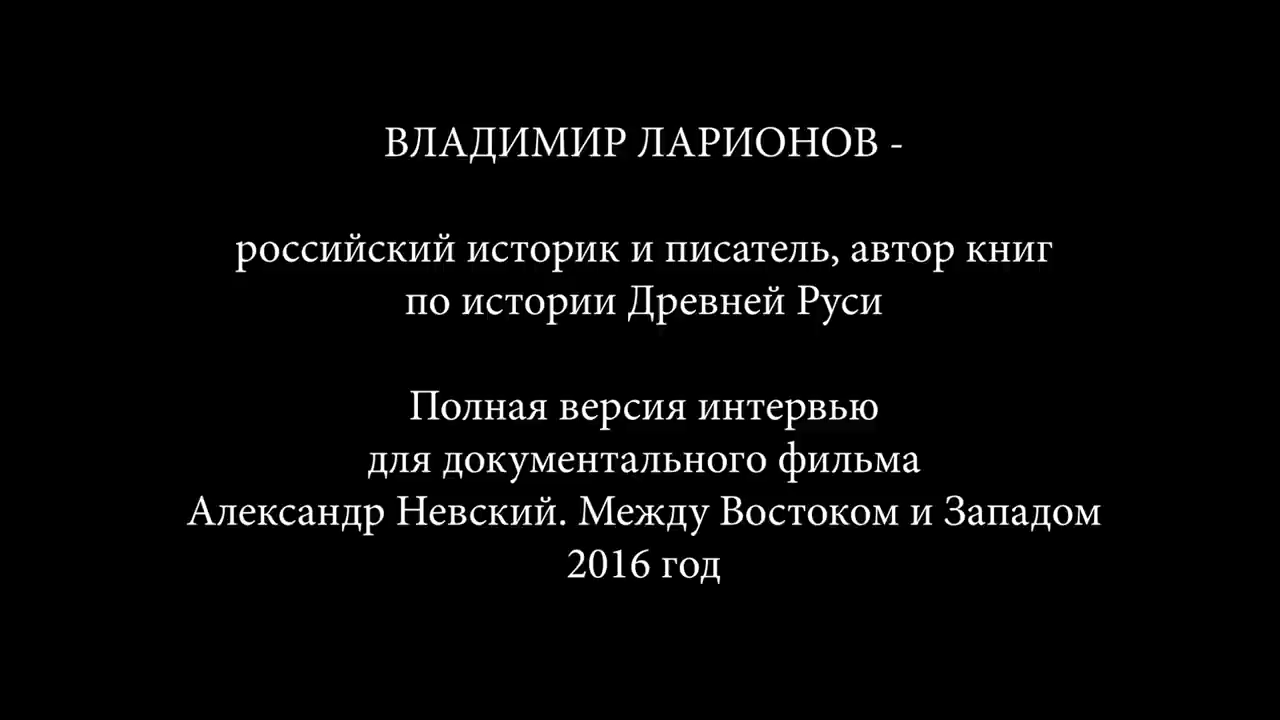 ВЛАДИМИР ЛАРИОНОВ -
российский историк и писатель, автор книг
по истории Древней Руси
Полная версия интервью
для документального фильма
Александр Невский. Между Востоком и Западом
2016 год